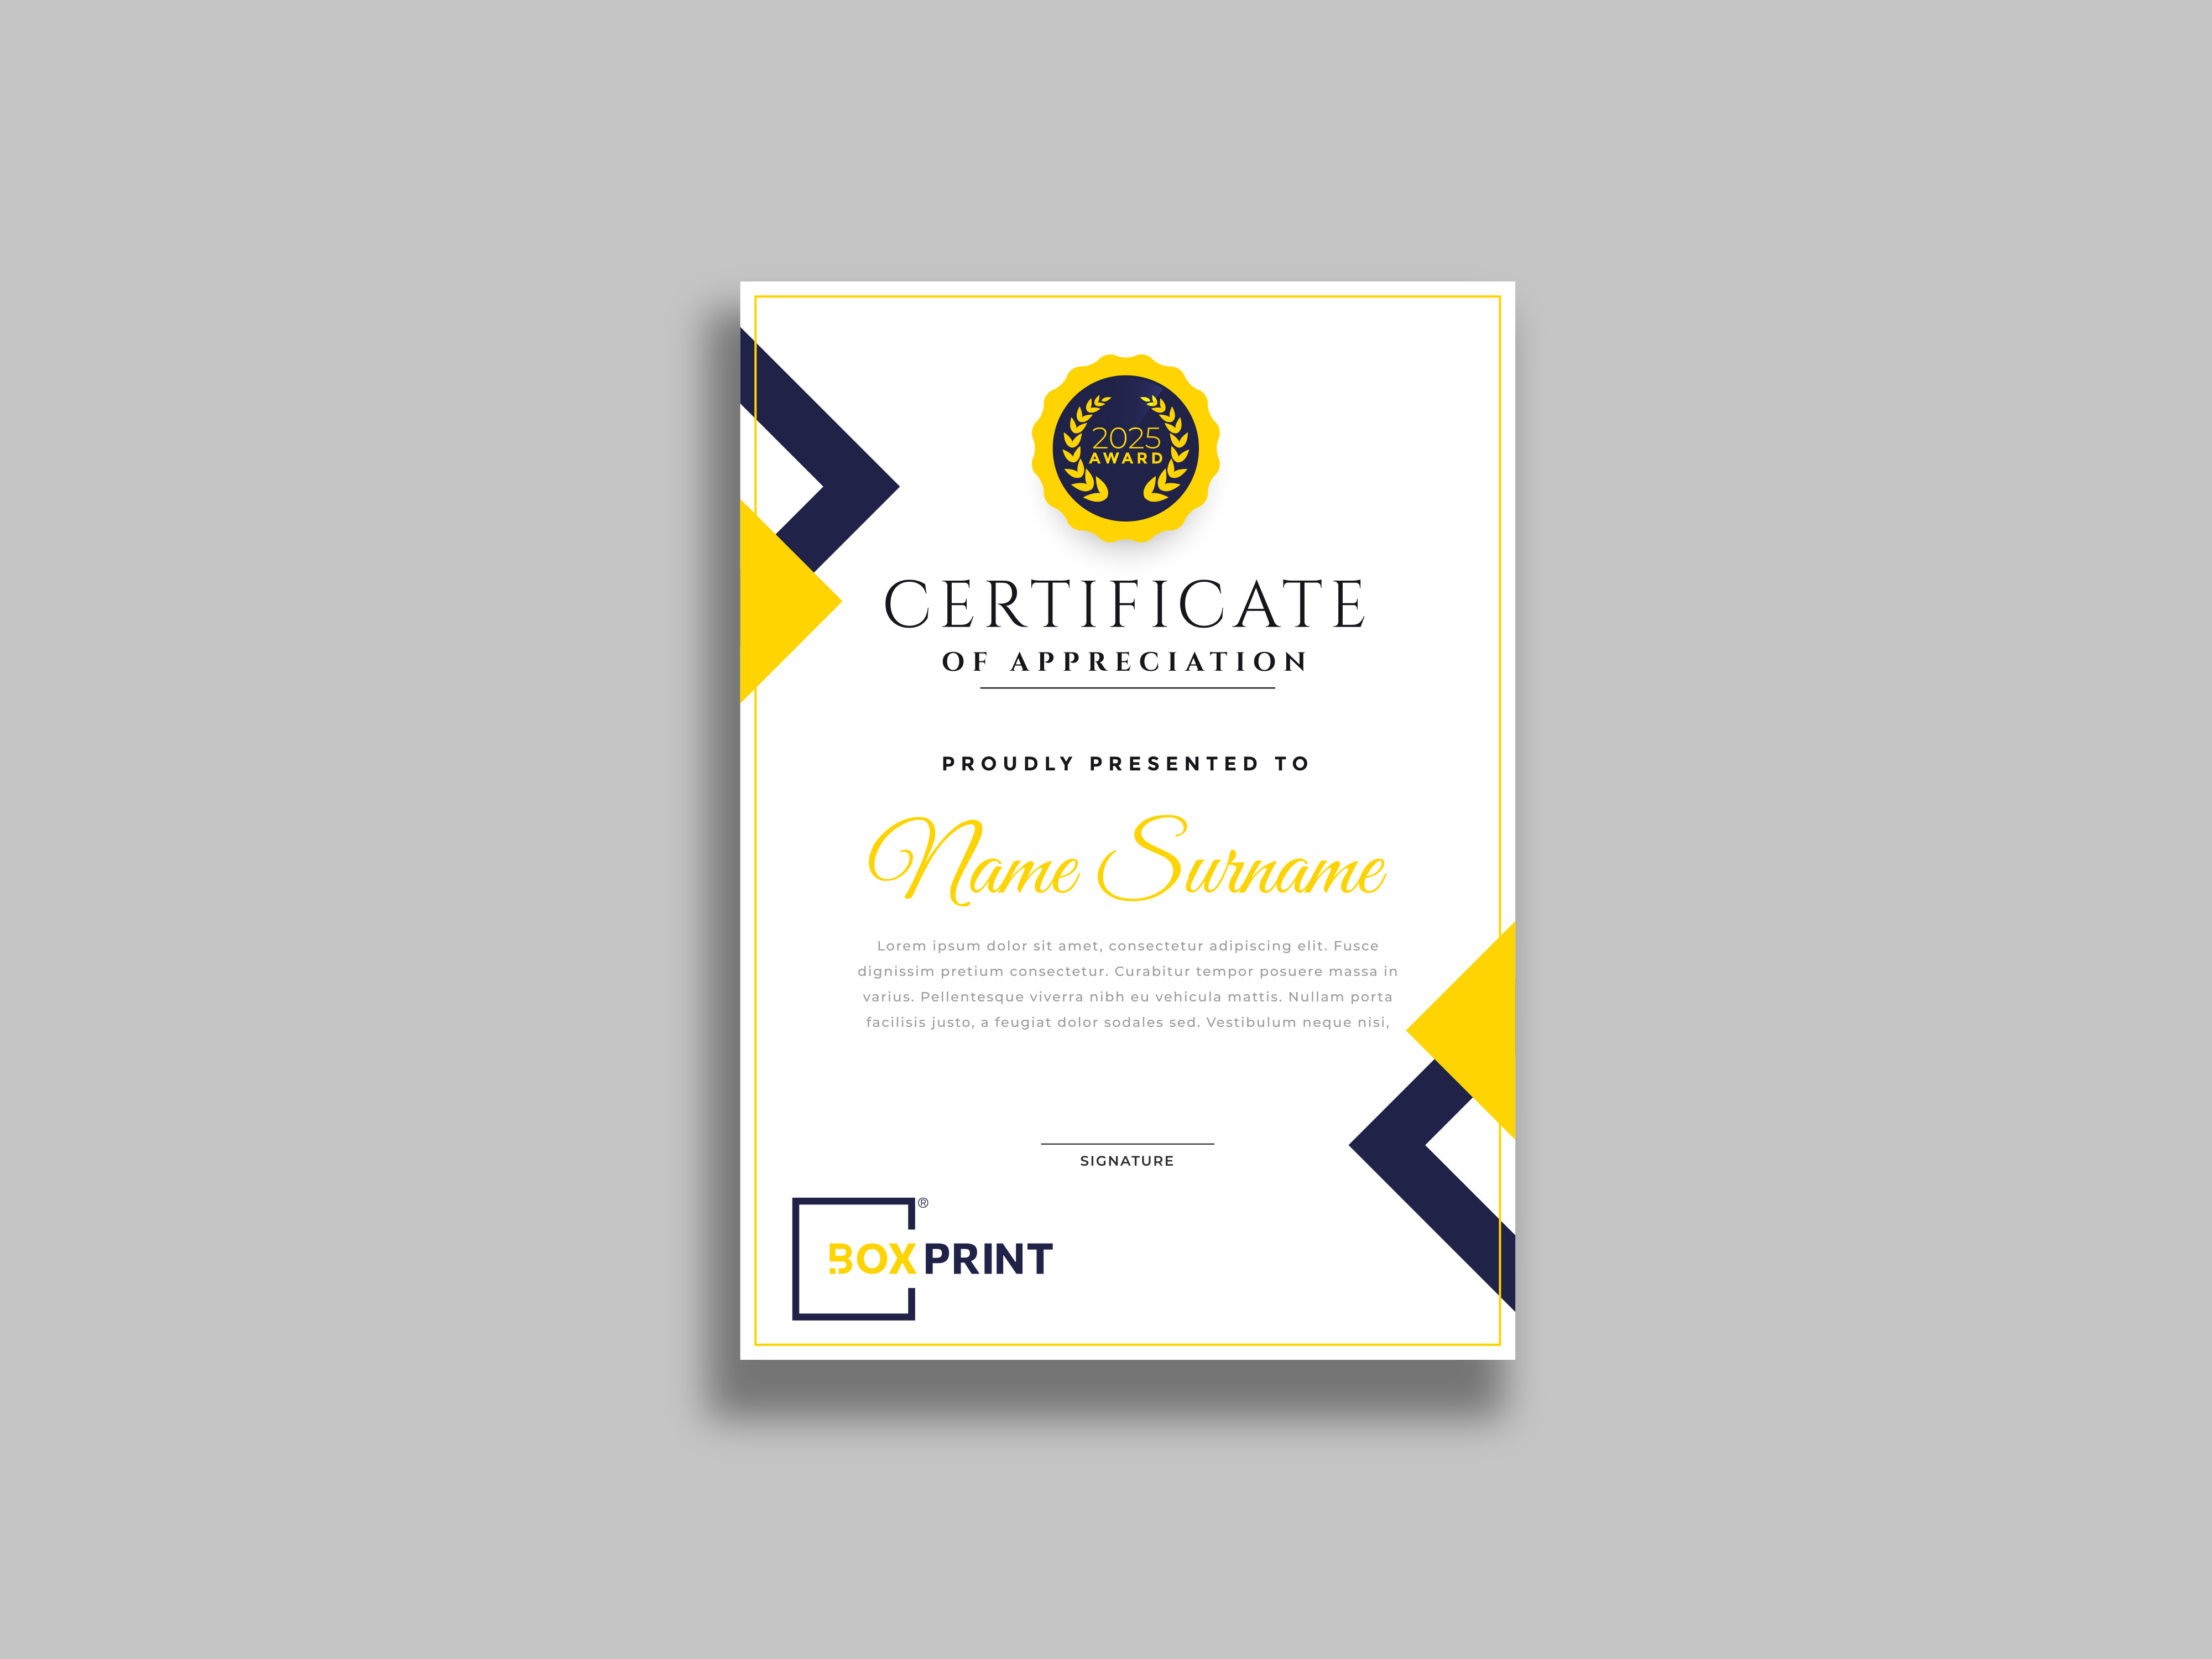 2025
AWARD
CERTIFICATE
OF APPRECIATION
PROUDLY PRESENTED TO
Name Surname
Lorem ipsum dolor sit amet, consectetur adipiscing elit. Fusce
dignissim pretium consectetur. Curabitur tempor posuere massa in
varius. Pellentesque viverra nibh eu vehicula mattis. Nullam porta
facilisis justo, a feugiat dolor sodales sed. Vestibulum neque nisi,
SIGNATURE
®
BOXPRINT